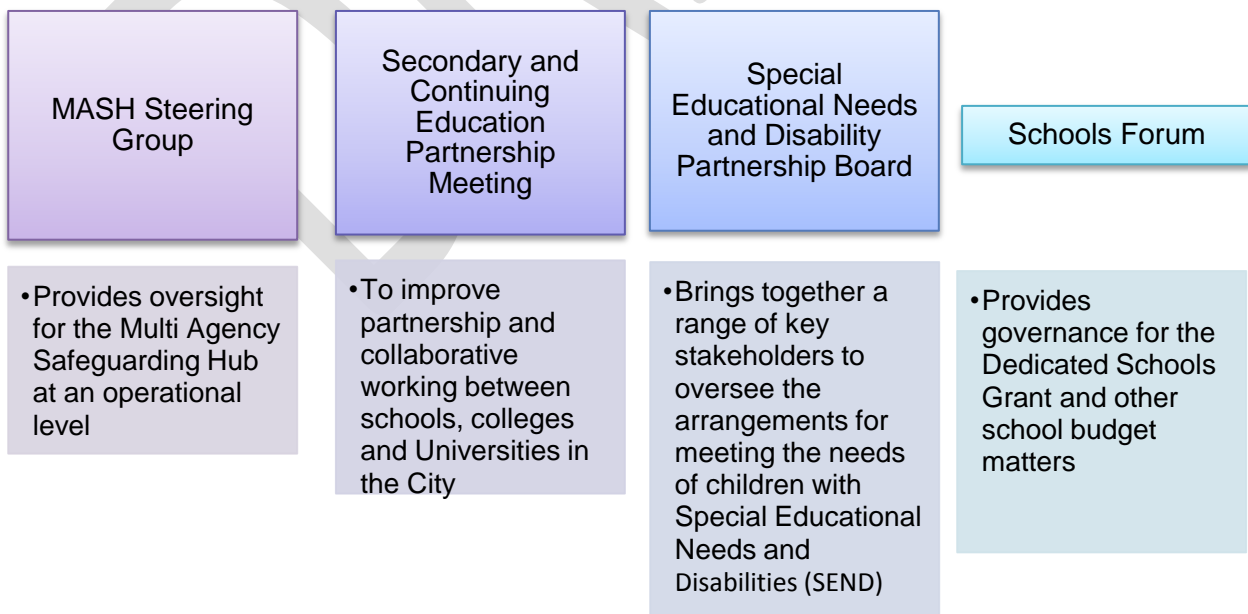 MASH Steering
Group
Secondary and
Continuing
Education
Partnership
Meeting
Special
Educational Needs
and Disability
Partnership Board
Schools Forum
•Provides oversight
for the Multi Agency
Safeguarding Hub
at an operational
level
•To improve
partnership and
collaborative
working between
schools, colleges
and Universities in
the City
•Brings together a
range of key
stakeholders to
oversee the
arrangements for
meeting the needs
of children with
Special Educational
Needs and
Disabilities (SEND)
•Provides
governance for the
Dedicated Schools
Grant and other
school budget
matters